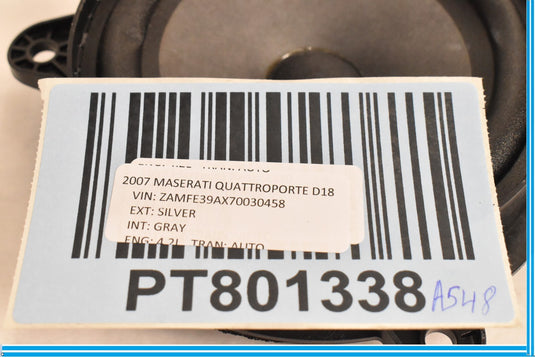 2007 MASERATI QUATTROPORTE D18
VIN: ZAMFE39AX70030458
EXT: SILVER
INT: GRAY
ENG: 4.2L TRAN: AUTO
PT801338
A548